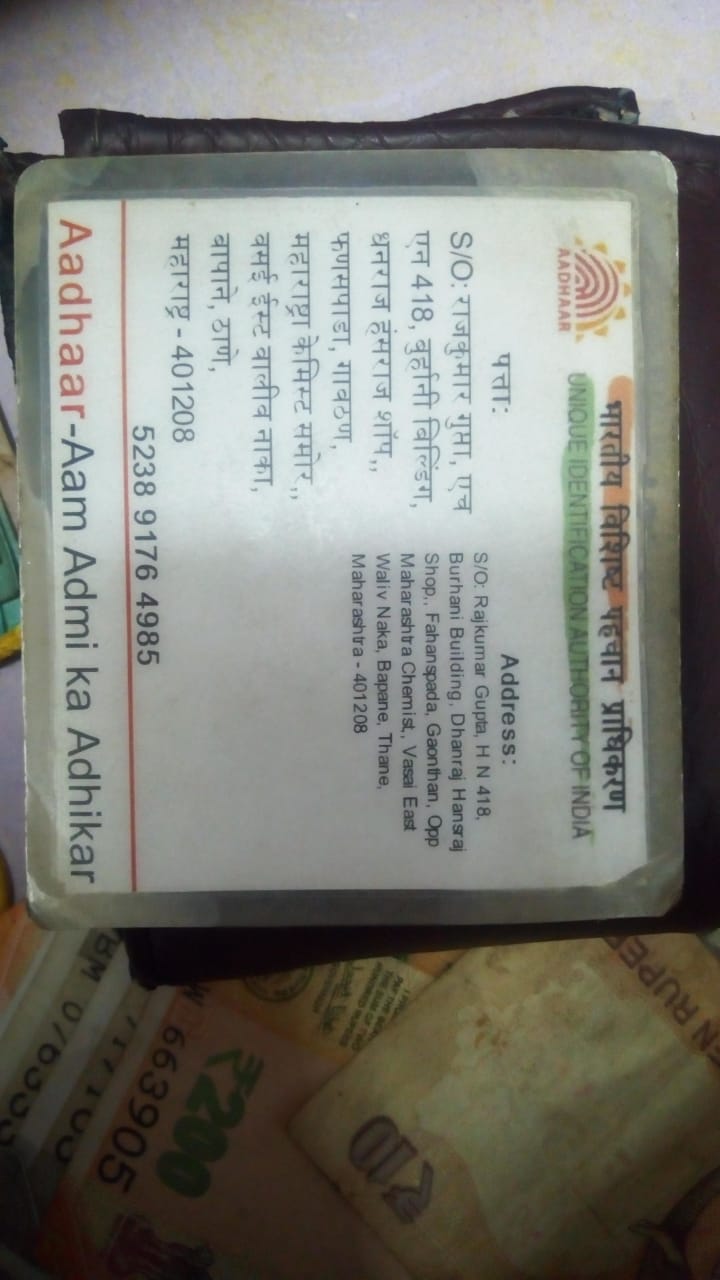 भारतीय विशिष्ट पहचान प्राधिकरण
UNIQUE IDENTIFICATION AUTHORITY OF INDIA
AADHAAR
पत्ता:
S/O: राजकुमार गुप्ता, एच
एन 418, बुर्हानी बिल्डिंग,
धनराज हंसराज शॉप,,
फणसपाडा, गावठण,
महाराष्ट्रा केमिस्ट समोर,,
वसई ईस्ट वालीव नाका,
बापाने, ठाणे,
महाराष्ट्र - 401208
Address:
S/O: Rajkumar Gupta, H N 418,
Burhani Building, Dhanraj Hansraj
Shop,, Fahanspada, Gaonthan, Opp
Maharashtra Chemist,, Vasai East
Waliv Naka, Bapane, Thane,
Maharashtra - 401208
5238 9176 4985
Aadhaar-Aam Admi ka Adhikar
₹200
663905
₹10